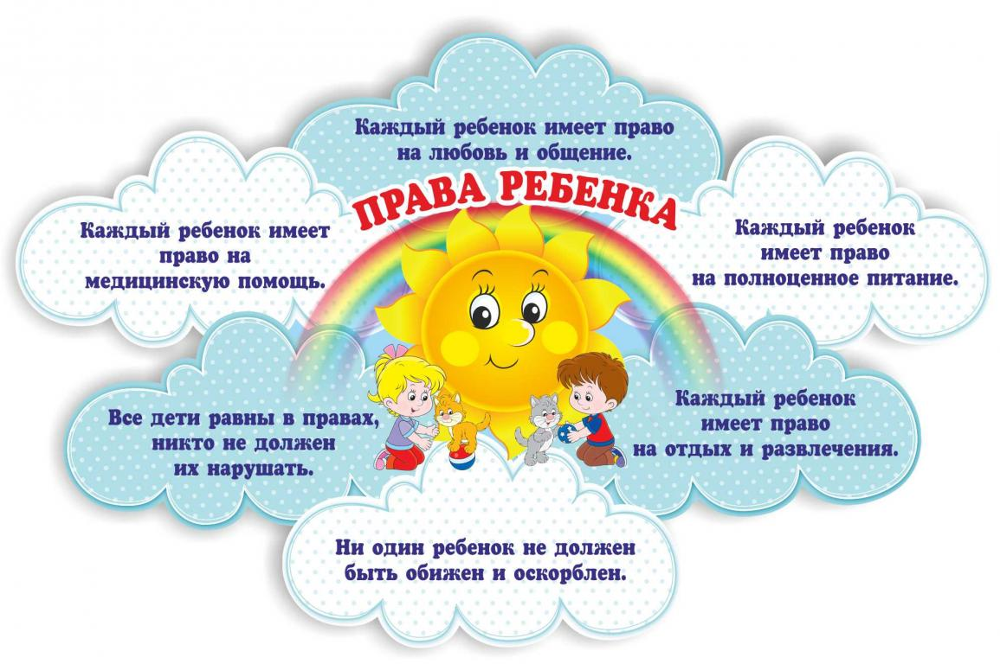 Каждый ребенок имеет право
на любовь и общение.
ПРАВА РЕБЕНКА
Каждый ребенок имеет
право на
медицинскую помощь.
Каждый ребенок
имеет право
на полноценное питание.
Все дети равны в правах,
никто не должен
их нарушать.
Каждый ребенок
имеет право
на отдых и развлечения.
Ни один ребенок не должен
быть обижен и оскорблен.